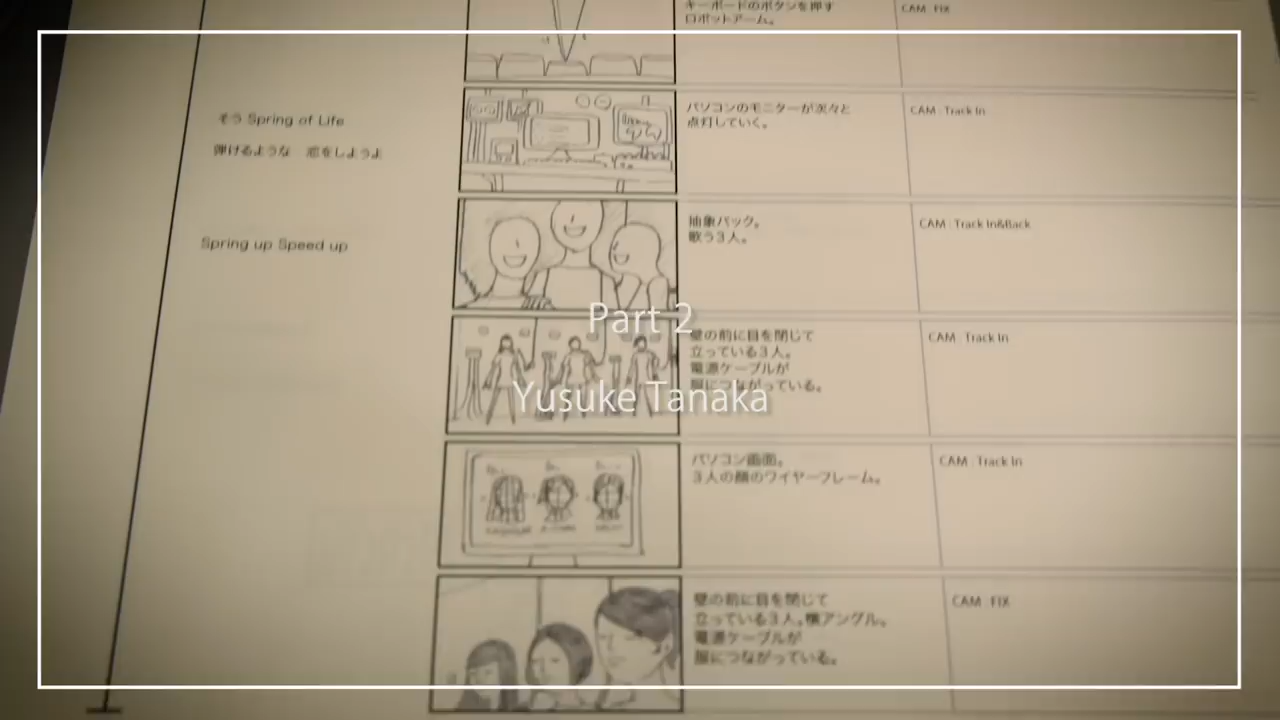 キーボードのボタンを押す
ロボットアーム。
CAM : FIX
そう Spring of Life
弾けるような 恋をしようよ
パソコンのモニターが次々と
点灯していく。
CAM : Track In
Spring up Speed up
抽象バック。
歌う3人。
CAM : Track In&Back
Part 2
Yusuke Tanaka
壁の前に目を閉じて
立っている3人。
電源ケーブルが
服につながっている。
CAM : Track In
パソコン画面。
3人の顔のワイヤーフレーム。
CAM : Track In
壁の前に目を閉じて
立っている3人。横アングル。
電源ケーブルが
服につながっている。
CAM : FIX